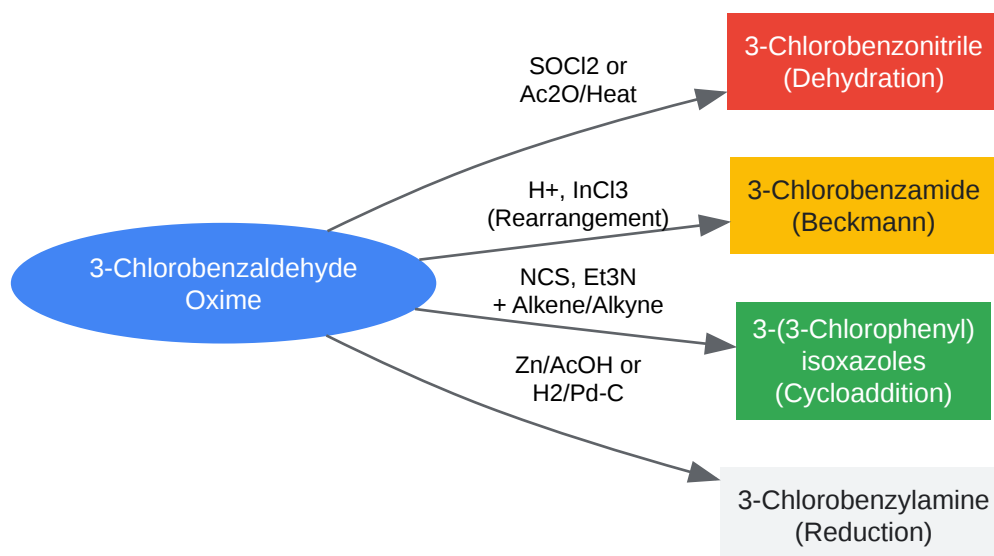 3-Chlorobenzaldehyde
Oxime
SOCl2 or
Ac2O/Heat
3-Chlorobenzonitrile
(Dehydration)
H+, InCl3
(Rearrangement)
3-Chlorobenzamide
(Beckmann)
NCS, Et3N
+ Alkene/Alkyne
3-(3-Chlorophenyl)
isoxazoles
(Cycloaddition)
Zn/AcOH or
H2/Pd-C
3-Chlorobenzylamine
(Reduction)